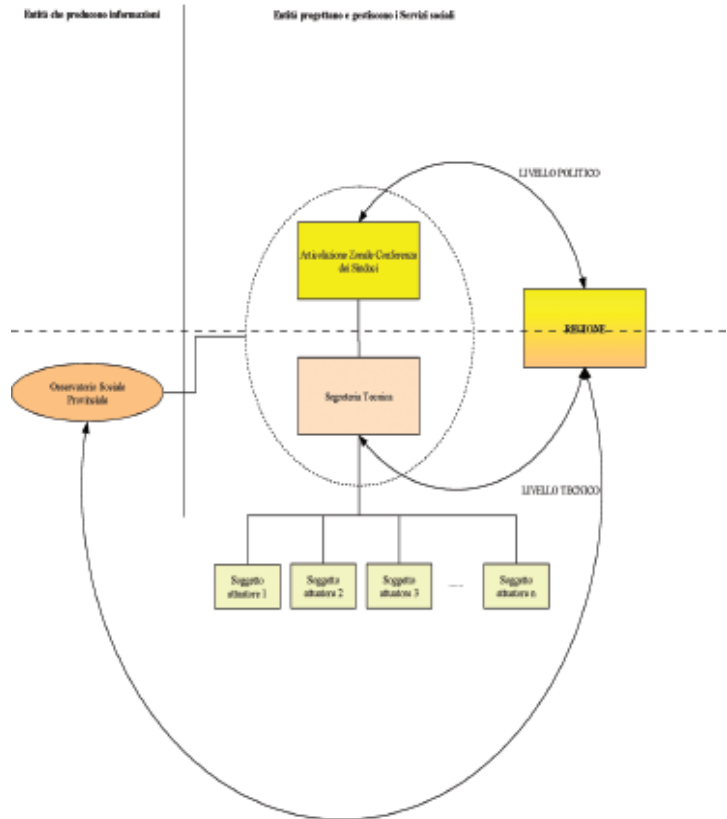 Entità che producono informazioni
Entità progettano e gestiscono i Servizi sociali
LIVELLO POLITICO
Articolazione Zonale Conferenza
dei Sindaci
REGIONE
Osservatorio Sociale
Provinciale
Segreteria Tecnica
LIVELLO TECNICO
Soggetto
attuatore 1
Soggetto
attuatore 2
Soggetto
attuatore 3
....
Soggetto
attuatore n